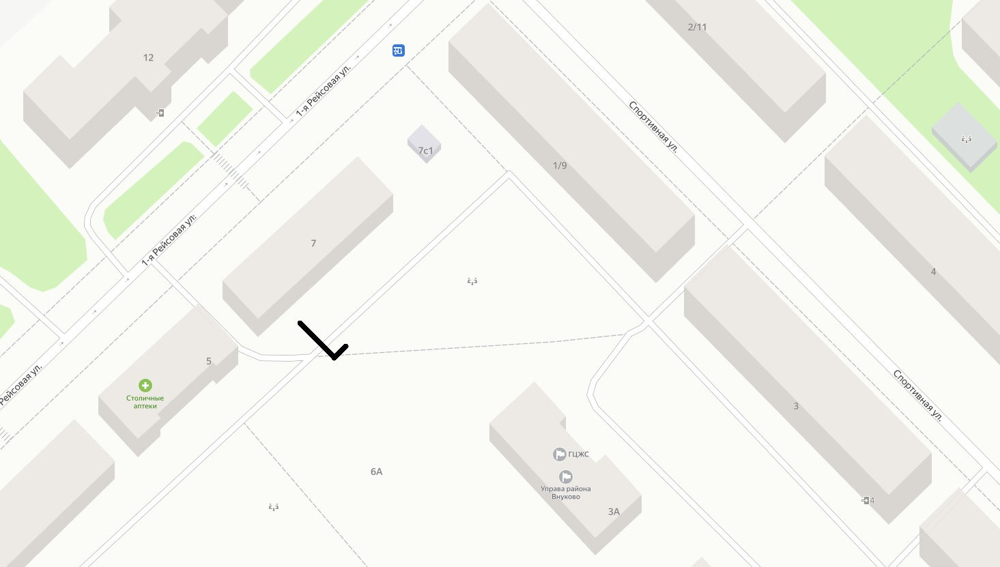 2/11
12
1-я Рейсовая ул.
Спортивная ул.
7с1
1/9
1-я Рейсовая ул.
7
4
5
Рейсовая ул.
Столичные
аптеки
Спортивная ул.
3
ГЦЖС
6А
Управа района
Внуково
3А
4